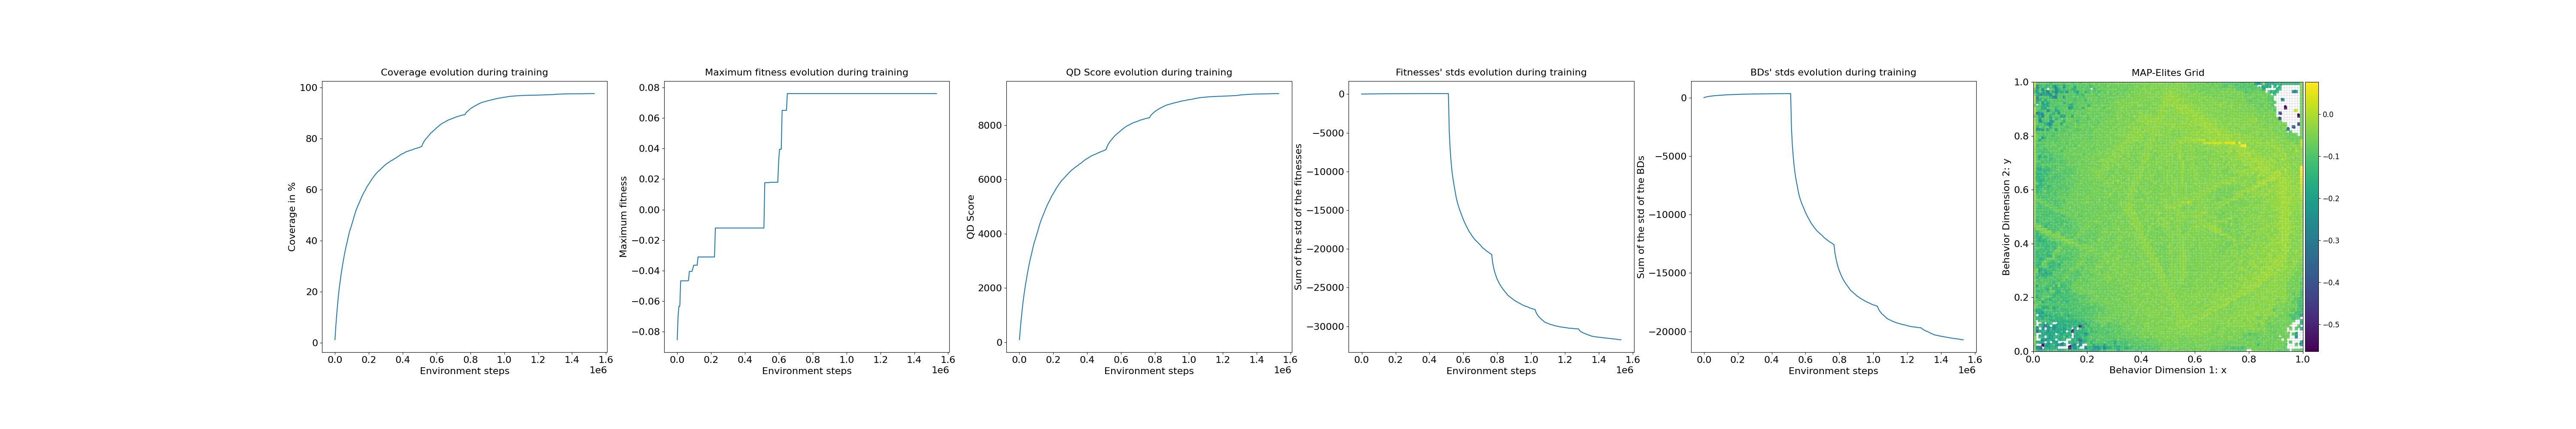 Coverage evolution during training
Coverage in %
100
80
60
40
20
0
0.0 0.2 0.4 0.6 0.8 1.0 1.2 1.4 1.6
1e6
Environment steps
Maximum fitness evolution during training
Maximum fitness
0.08
0.06
0.04
0.02
0.00
−0.02
−0.04
−0.06
−0.08
0.0 0.2 0.4 0.6 0.8 1.0 1.2 1.4 1.6
1e6
Environment steps
QD Score evolution during training
QD Score
8000
6000
4000
2000
0
0.0 0.2 0.4 0.6 0.8 1.0 1.2 1.4 1.6
1e6
Environment steps
Fitnesses' stds evolution during training
Sum of the std of the fitnesses
0
−5000
−10000
−15000
−20000
−25000
−30000
0.0 0.2 0.4 0.6 0.8 1.0 1.2 1.4 1.6
1e6
Environment steps
BDs' stds evolution during training
Sum of the std of the BDs
0
−5000
−10000
−15000
−20000
0.0 0.2 0.4 0.6 0.8 1.0 1.2 1.4 1.6
1e6
Environment steps
MAP-Elites Grid
Behavior Dimension 2: y
1.0
0.8
0.6
0.4
0.2
0.0
0.0 0.2 0.4 0.6 0.8 1.0
Behavior Dimension 1: x
0.0
−0.1
−0.2
−0.3
−0.4
−0.5